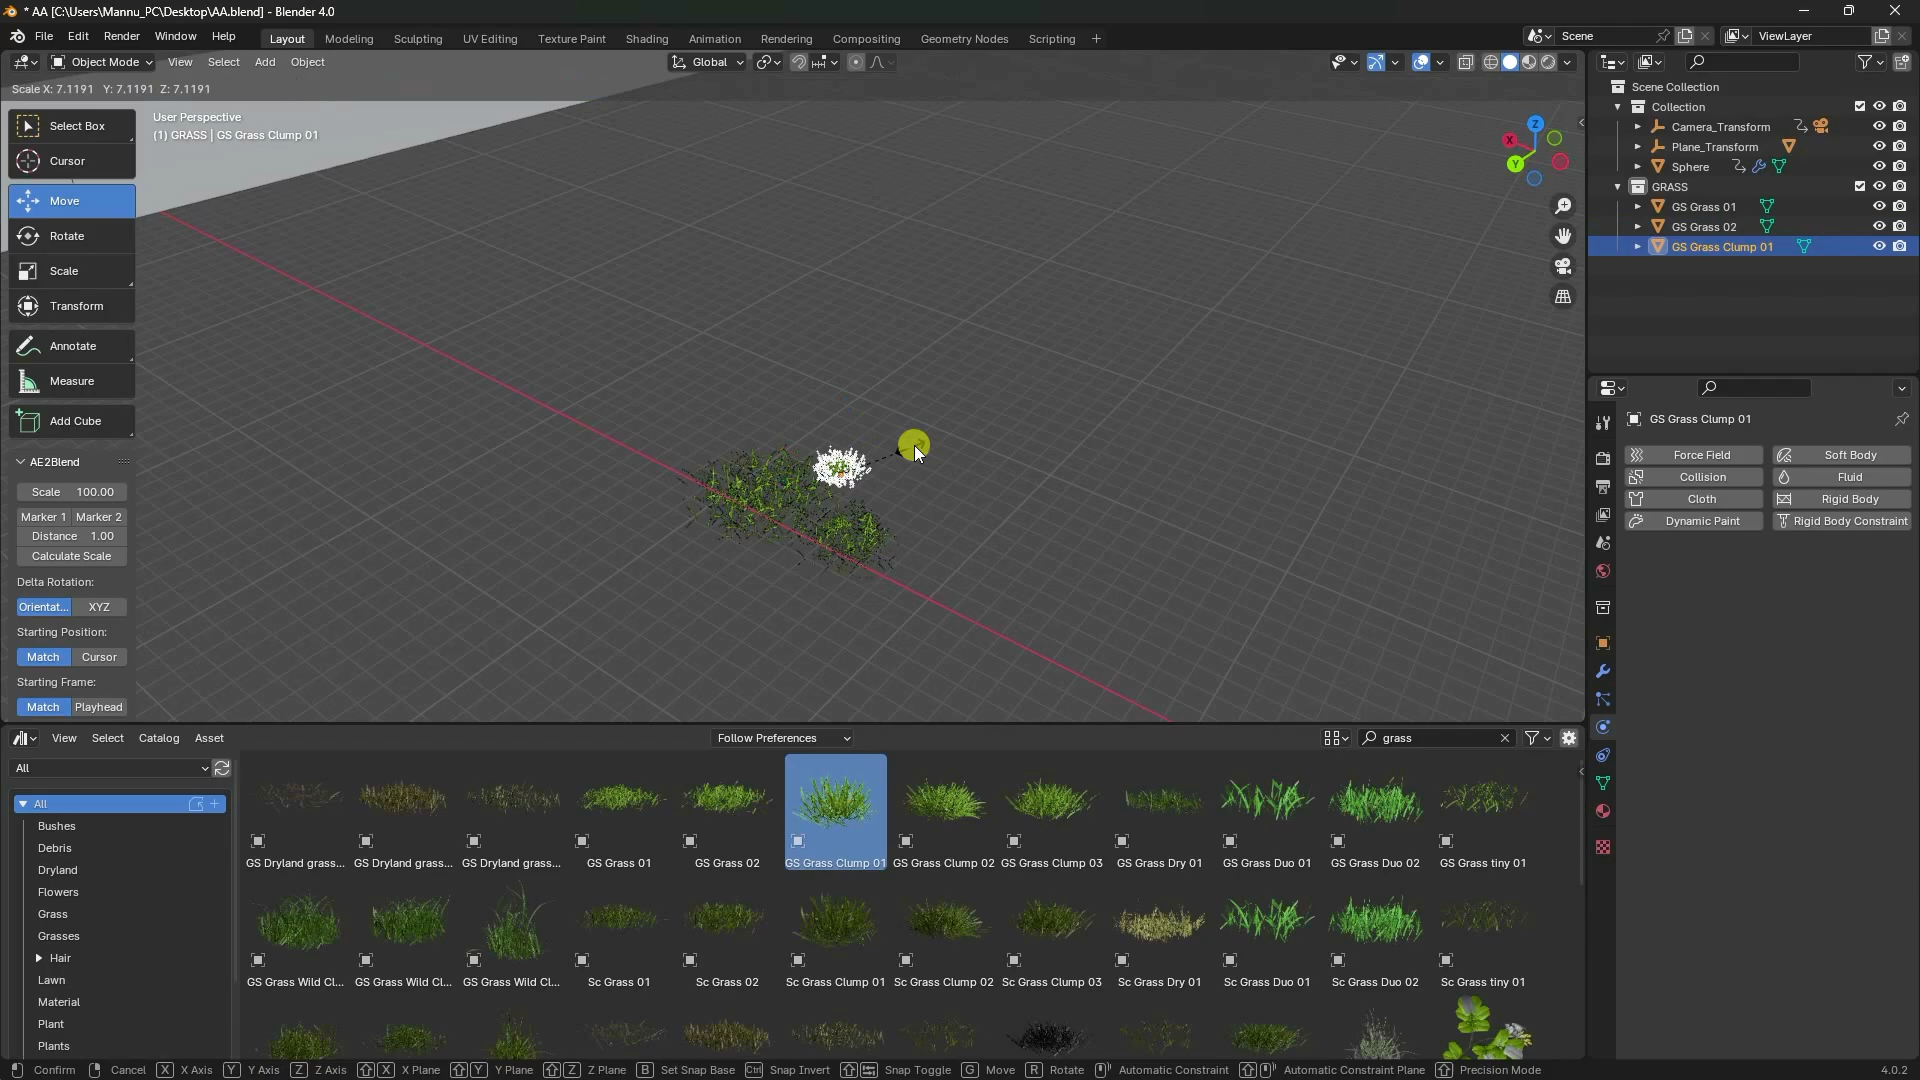 * AA [C:\Users\Mannu_PC\Desktop\AA.blend] - Blender 4.0
File Edit Render Window Help
Layout Modeling Sculpting UV Editing Texture Paint Shading Animation Rendering Compositing Geometry Nodes Scripting +
Scene
ViewLayer
Object Mode View Select Add Object
Global
Scale X: 7.1191 Y: 7.1191 Z: 7.1191
User Perspective
(1) GRASS | GS Grass Clump 01
Select Box
Cursor
Move
Rotate
Scale
Transform
Annotate
Measure
Add Cube
AE2Blend
Scale 100.00
Marker 1 Marker 2
Distance 1.00
Calculate Scale
Delta Rotation:
Orientat... XYZ
Starting Position:
Match Cursor
Starting Frame:
Match Playhead
Z
X
Y
Scene Collection
Collection
Camera_Transform
Plane_Transform
Sphere
GRASS
GS Grass 01
GS Grass 02
GS Grass Clump 01
GS Grass Clump 01
Force Field Soft Body
Collision Fluid
Cloth Rigid Body
Dynamic Paint Rigid Body Constraint
View Select Catalog Asset
Follow Preferences
grass
All
All
Bushes
Debris
Dryland
Flowers
Grass
Grasses
Hair
Lawn
Material
Plant
Plants
GS Dryland grass... GS Dryland grass... GS Dryland grass... GS Grass 01 GS Grass 02 GS Grass Clump 01 GS Grass Clump 02 GS Grass Clump 03 GS Grass Dry 01 GS Grass Duo 01 GS Grass Duo 02 GS Grass tiny 01
GS Grass Wild Cl... GS Grass Wild Cl... GS Grass Wild Cl... Sc Grass 01 Sc Grass 02 Sc Grass Clump 01 Sc Grass Clump 02 Sc Grass Clump 03 Sc Grass Dry 01 Sc Grass Duo 01 Sc Grass Duo 02 Sc Grass tiny 01
Confirm Cancel X X Axis Y Y Axis Z Z Axis X X Plane Y Y Plane Z Z Plane B Set Snap Base Ctrl Snap Invert Snap Toggle G Move R Rotate Automatic Constraint Automatic Constraint Plane Precision Mode 4.0.2